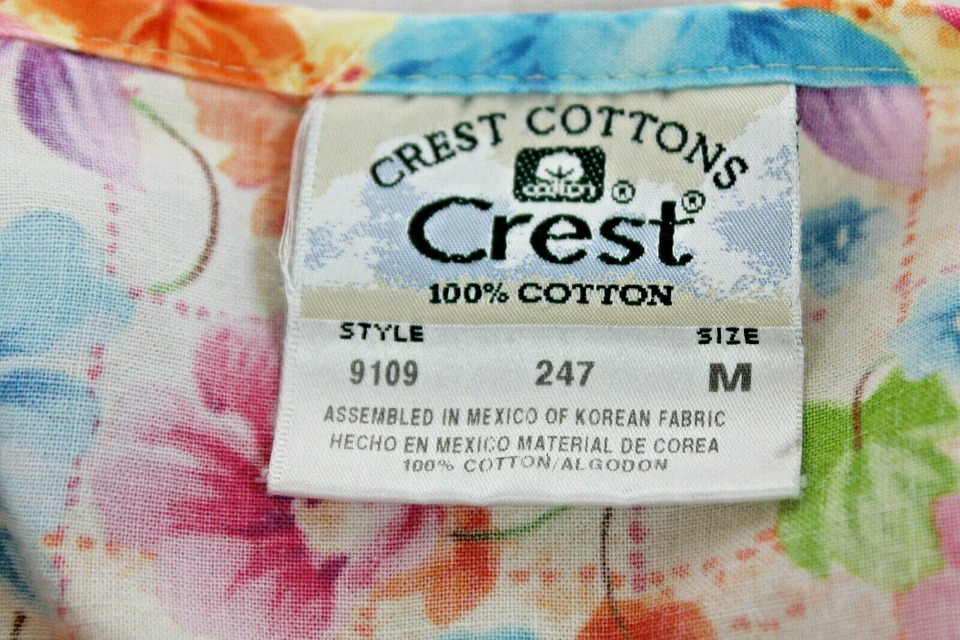 CREST COTTONS
cotton ®
Crest®
100% COTTON
STYLE SIZE
9109 247 M
ASSEMBLED IN MEXICO OF KOREAN FABRIC
HECHO EN MEXICO MATERIAL DE COREA
100% COTTON/ALGODON